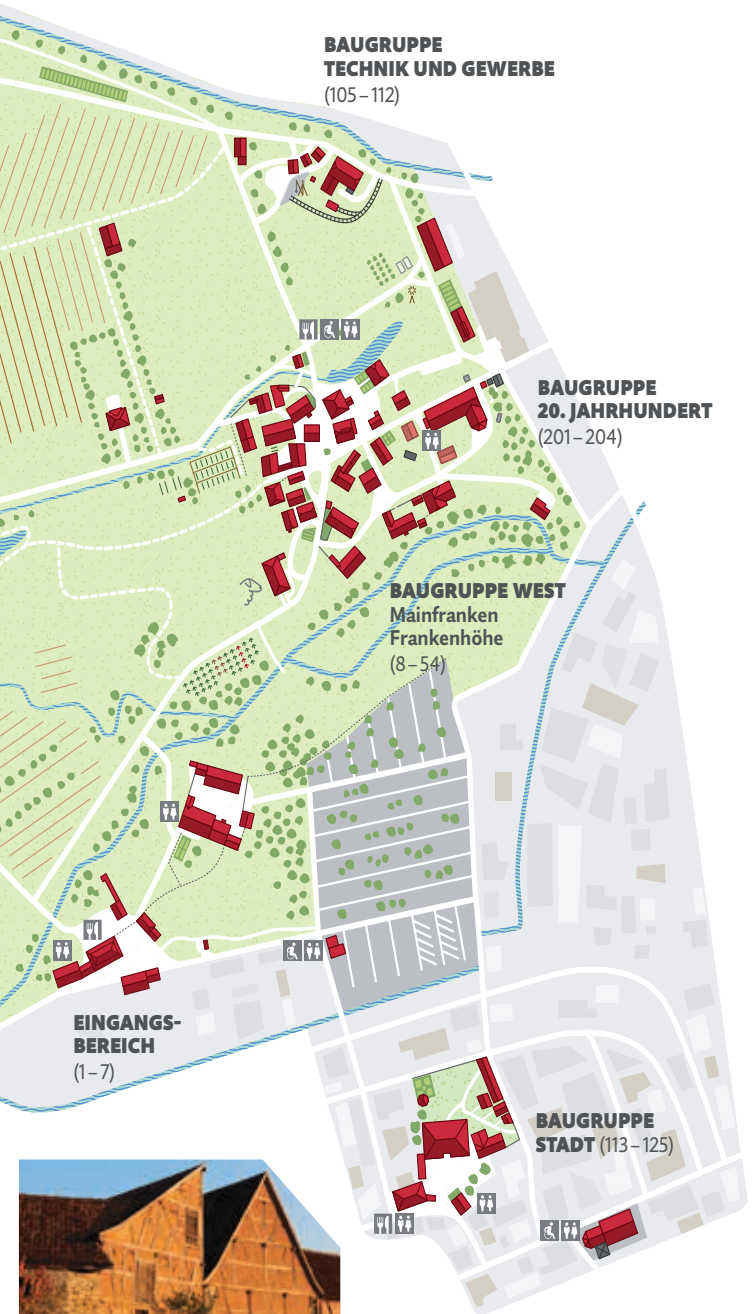 BAUGRUPPE
TECHNIK UND GEWERBE
(105–112)
BAUGRUPPE
20. JAHRHUNDERT
(201–204)
BAUGRUPPE WEST
Mainfranken
Frankenhöhe
(8–54)
EINGANGS-
BEREICH
(1–7)
BAUGRUPPE
STADT (113–125)